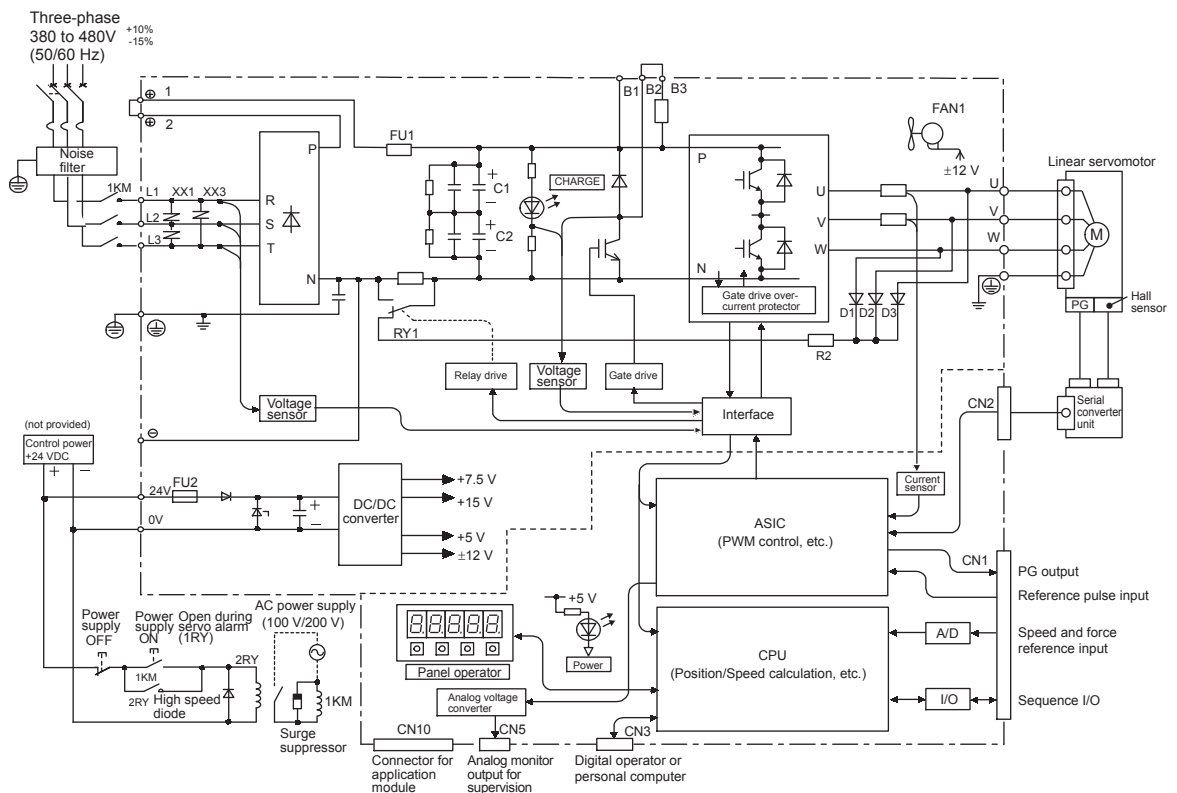 Three-phase
380 to 480V +10% -15%
(50/60 Hz)
Noise
filter
1KM
L1
L2
L3
XX1
XX3
1
2
R
S
T
P
N
FU1
C1
C2
+
−
+
−
CHARGE
B1
B2
B3
P
N
Gate drive over-
current protector
U
V
W
FAN1
±12 V
U
V
W
Linear servomotor
M
PG
Hall
sensor
D1
D2
D3
R2
RY1
Relay drive
Voltage
sensor
Gate drive
Voltage
sensor
Interface
CN2
Serial
converter
unit
(not provided)
Control power
+24 VDC
+
−
24V
FU2
0V
+
−
DC/DC
converter
+7.5 V
+15 V
+5 V
±12 V
Current
sensor
ASIC
(PWM control, etc.)
CN1
PG output
Reference pulse input
A/D
Speed and force
reference input
CPU
(Position/Speed calculation, etc.)
I/O
Sequence I/O
Power
supply
OFF
Power
supply
ON
Open during
servo alarm
(1RY)
1KM
2RY
2RY
High speed
diode
AC power supply
(100 V/200 V)
1KM
Surge
suppressor
8.8.8.8.8.
Panel operator
+5 V
Power
Analog voltage
converter
CN10
Connector for
application
module
CN5
Analog monitor
output for
supervision
CN3
Digital operator or
personal computer